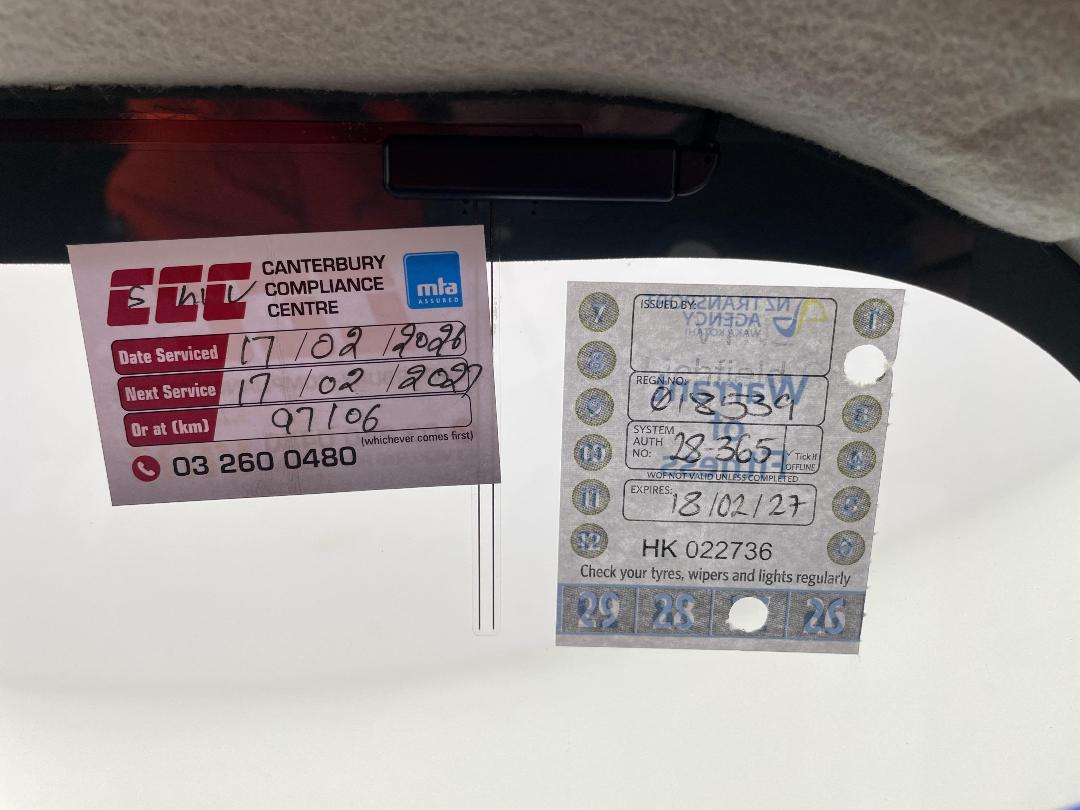 CCC CANTERBURY
COMPLIANCE
CENTRE
mta
ASSURED
Date Serviced 17 / 02 / 2026
Next Service 17 / 02 / 2027
Or at (km) 97106
(whichever comes first)
03 260 0480
NZ TRANSPORT
AGENCY
WAKA KOTAHI
ISSUED BY:
Warrant
of
Fitness
REGN NO: 018539
SYSTEM
AUTH
NO: 28-365
Tick if
OFFLINE
WOF NOT VALID UNLESS COMPLETED
EXPIRES: 18/02/27
7
8
9
10
11
12
1
3
4
5
6
HK 022736
Check your tyres, wipers and lights regularly
29 28 26